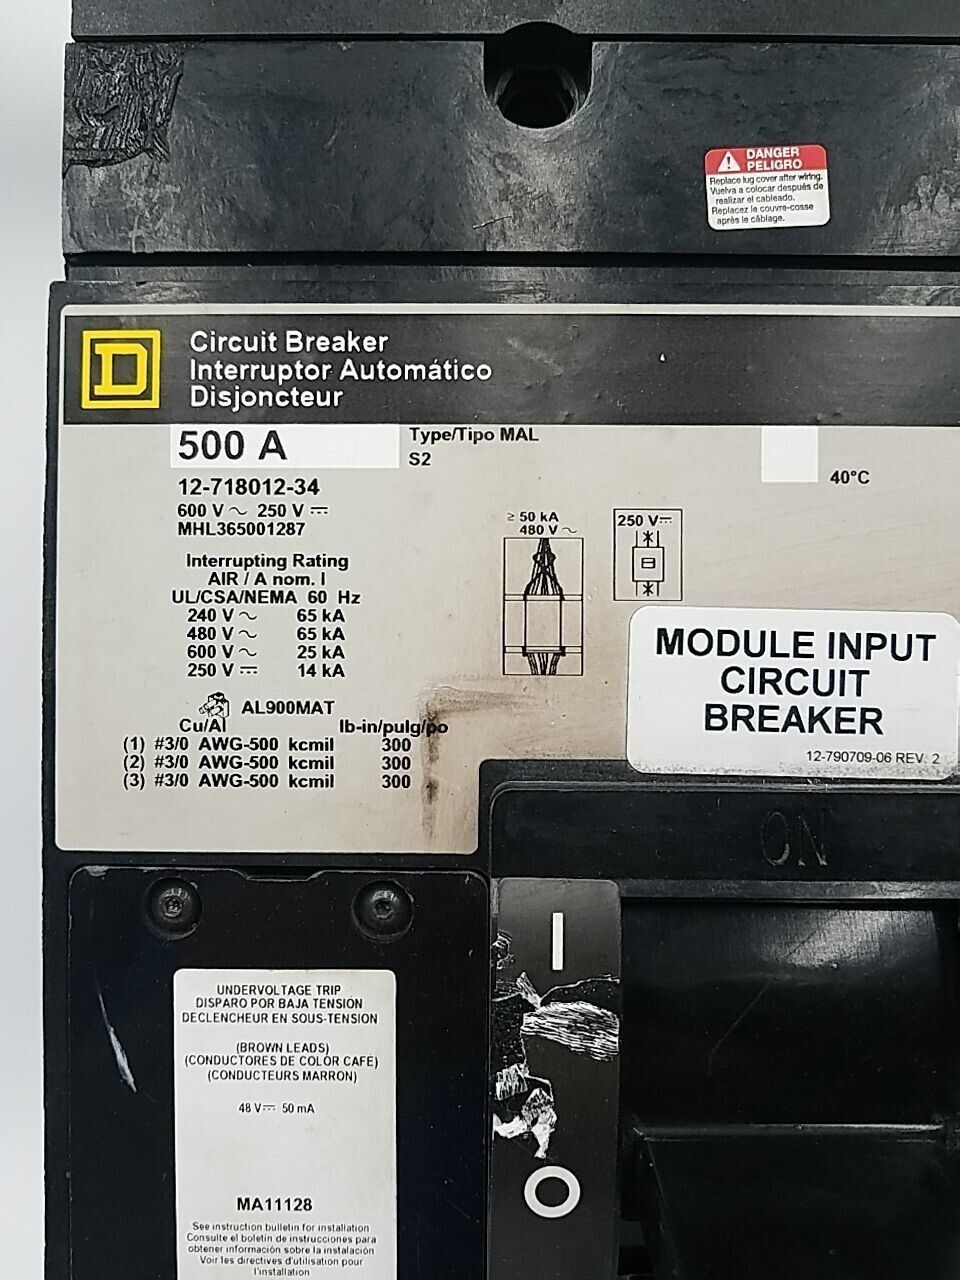 DANGER
PELIGRO
Replace lug cover after wiring.
Vuelva a colocar después de
realizar el cableado.
Replacez le couvre-cosse
après le câblage.
D
Circuit Breaker
Interruptor Automático
Disjoncteur
500 A
Type/Tipo MAL
S2
40°C
12-718012-34
600 V ~ 250 V ⎓
MHL365001287
≥ 50 kA
480 V ~
250 V ⎓
Interrupting Rating
AIR / A nom. I
UL/CSA/NEMA 60 Hz
240 V ~ 65 kA
480 V ~ 65 kA
600 V ~ 25 kA
250 V ⎓ 14 kA
AL900MAT
Cu/Al lb-in/pulg/po
(1) #3/0 AWG-500 kcmil 300
(2) #3/0 AWG-500 kcmil 300
(3) #3/0 AWG-500 kcmil 300
MODULE INPUT
CIRCUIT
BREAKER
12-790709-06 REV. 2
ON
I
O
UNDERVOLTAGE TRIP
DISPARO POR BAJA TENSIÓN
DÉCLENCHEUR EN SOUS-TENSION
(BROWN LEADS)
(CONDUCTORES DE COLOR CAFÉ)
(CONDUCTEURS MARRON)
48 V ⎓ 50 mA
MA11128
See instruction bulletin for installation
Consulte el boletín de instrucciones para
obtener información sobre la instalación
Voir les directives d'utilisation pour
l'installation